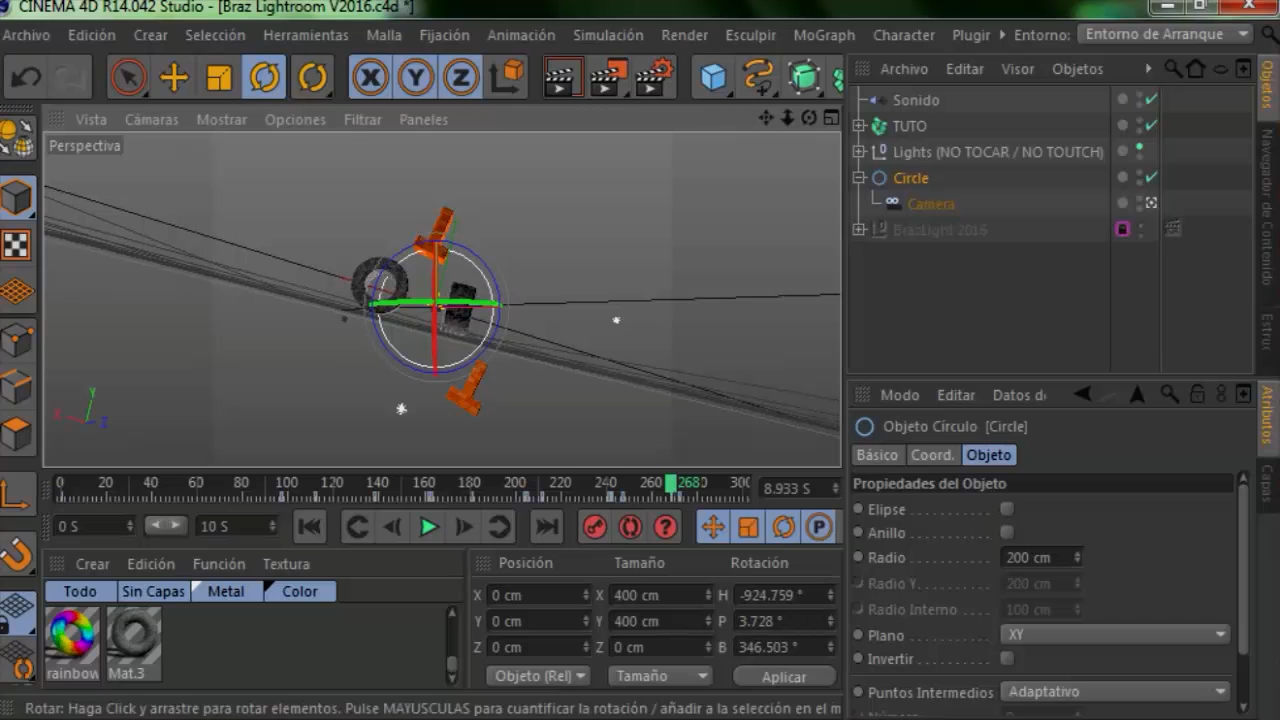 CINEMA 4D R14.042 Studio - [Braz Lightroom V2016.c4d *]
Archivo Edición Crear Selección Herramientas Malla Fijación Animación Simulación Render Esculpir MoGraph Character Plugir Entorno: Entorno de Arranque
X Y Z
Archivo Editar Visor Objetos
Vista Cámaras Mostrar Opciones Filtrar Paneles
Perspectiva
Sonido
TUTO
Lights (NO TOCAR / NO TOUTCH)
Circle
Camera
BrazLight 2016
Objetos
Navegador de Contenido
Estruc
Y
X
Z
0 20 40 60 80 100 120 140 160 180 200 220 240 268 300
8.933 S
0 S
10 S
P
Modo Editar Datos d
Objeto Círculo [Circle]
Básico Coord. Objeto
Propiedades del Objeto
Elipse
Anillo
Radio 200 cm
Radio Y 200 cm
Radio Interno 100 cm
Plano XY
Invertir
Puntos Intermedios Adaptativo
Atributos
Capas
Crear Edición Función Textura
Todo Sin Capas Metal Color
rainbow Mat.3
Posición Tamaño Rotación
X 0 cm X 400 cm H -924.759 °
Y 0 cm Y 400 cm P 3.728 °
Z 0 cm Z 0 cm B 346.503 °
Objeto (Rel) Tamaño Aplicar
Rotar: Haga Click y arrastre para rotar elementos. Pulse MAYUSCULAS para cuantificar la rotación / añadir a la selección en el m